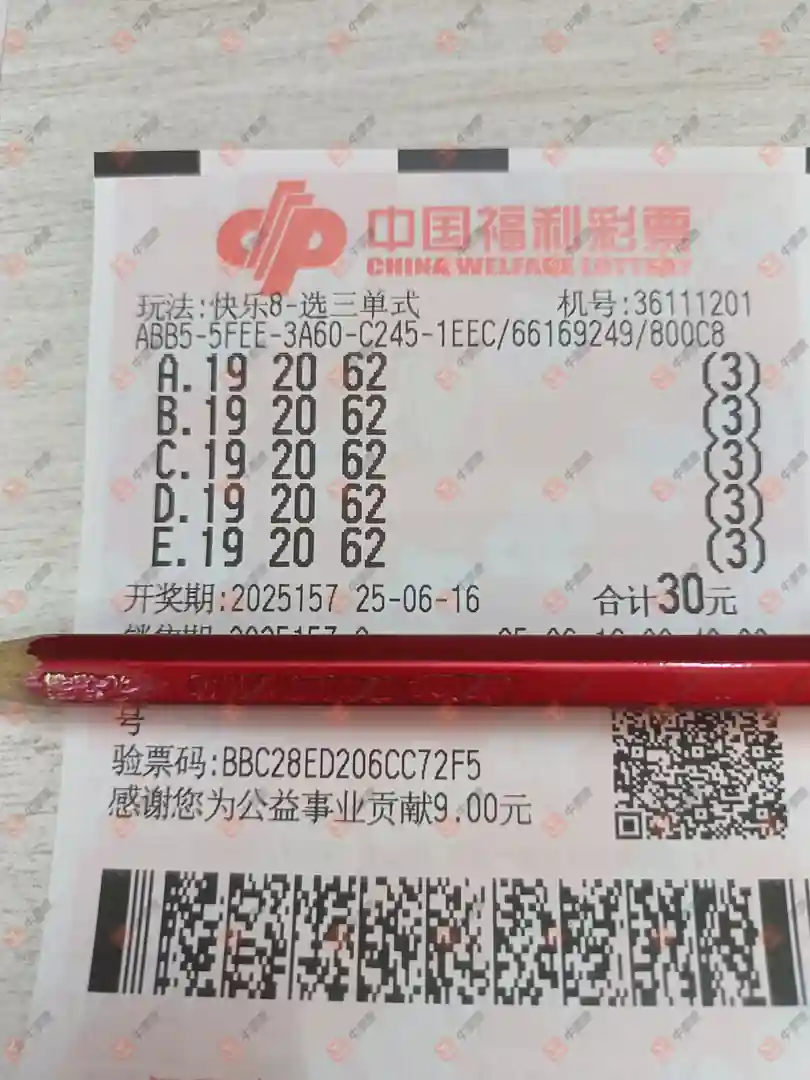 中国福利彩票
CHINA WELFARE LOTTERY
玩法:快乐8-选三单式 机号:36111201
ABB5-5FEE-3A60-C245-1EEC/66169249/800C8
A.19 20 62 (3)
B.19 20 62 (3)
C.19 20 62 (3)
D.19 20 62 (3)
E.19 20 62 (3)
开奖期:2025157 25-06-16 合计30元
号
验票码:BBC28ED206CC72F5
感谢您为公益事业贡献9.00元